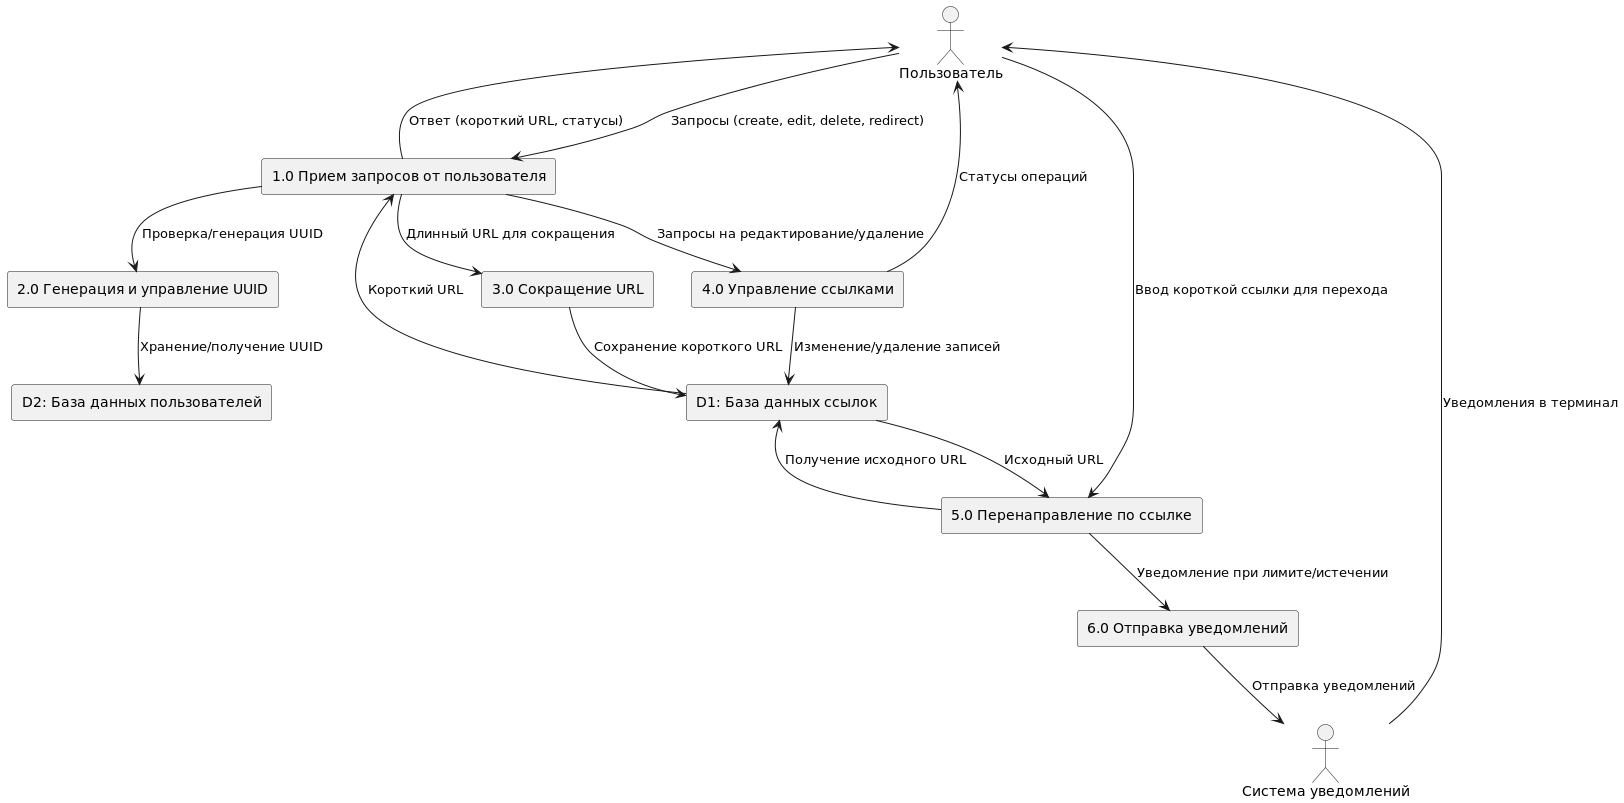 Пользователь
Ответ (короткий URL, статусы)
Запросы (create, edit, delete, redirect)
1.0 Прием запросов от пользователя
Статусы операций
Проверка/генерация UUID
Длинный URL для сокращения
Запросы на редактирование/удаление
2.0 Генерация и управление UUID
Короткий URL
3.0 Сокращение URL
4.0 Управление ссылками
Ввод короткой ссылки для перехода
Хранение/получение UUID
Сохранение короткого URL
Изменение/удаление записей
D2: База данных пользователей
D1: База данных ссылок
Уведомления в терминал
Получение исходного URL
Исходный URL
5.0 Перенаправление по ссылке
Уведомление при лимите/истечении
6.0 Отправка уведомлений
Отправка уведомлений
Система уведомлений